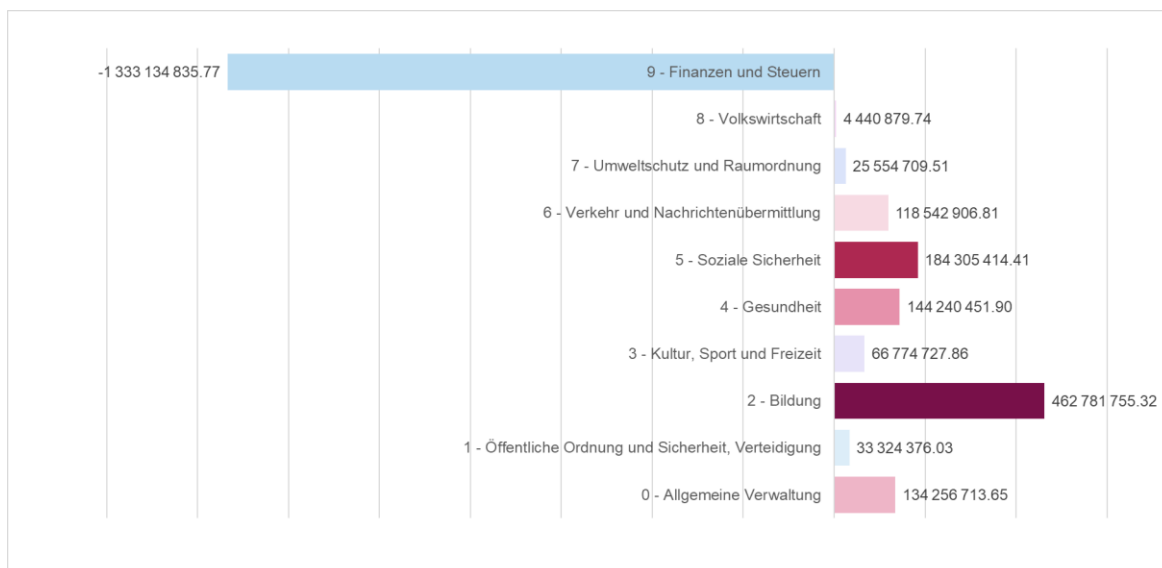 -1 333 134 835.77 9 - Finanzen und Steuern
8 - Volkswirtschaft 4 440 879.74
7 - Umweltschutz und Raumordnung 25 554 709.51
6 - Verkehr und Nachrichtenübermittlung 118 542 906.81
5 - Soziale Sicherheit 184 305 414.41
4 - Gesundheit 144 240 451.90
3 - Kultur, Sport und Freizeit 66 774 727.86
2 - Bildung 462 781 755.32
1 - Öffentliche Ordnung und Sicherheit, Verteidigung 33 324 376.03
0 - Allgemeine Verwaltung 134 256 713.65